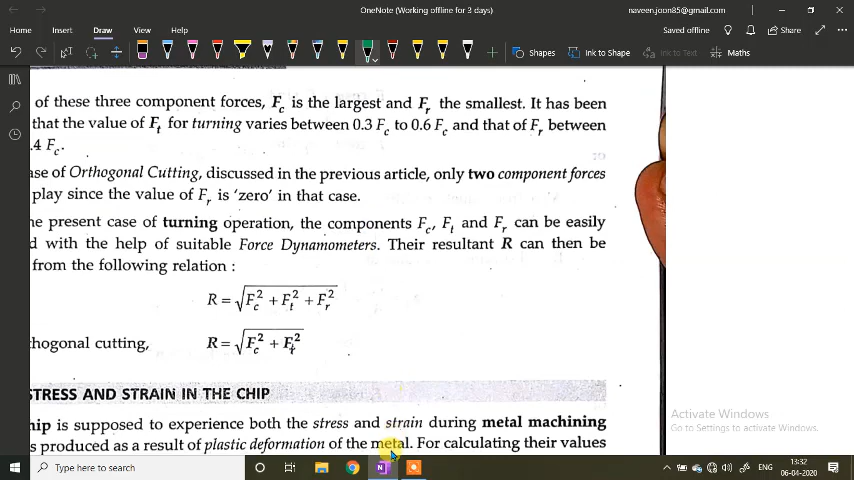 OneNote (Working offline for 3 days)
naveen.joon85@gmail.com
Home Insert Draw View Help
Saved offline Share
Shapes Ink to Shape Ink to Text Maths
of these three component forces, Fc is the largest and Fr the smallest. It has been
that the value of Ft for turning varies between 0.3 Fc to 0.6 Fc and that of Fr between
.4 Fc.
ase of Orthogonal Cutting, discussed in the previous article, only two component forces
play since the value of Fr is 'zero' in that case.
ne present case of turning operation, the components Fc, Ft and Fr can be easily
d with the help of suitable Force Dynamometers. Their resultant R can then be
from the following relation :
R = √(Fc² + Ft² + Fr²)
thogonal cutting, R = √(Fc² + Ft²)
STRESS AND STRAIN IN THE CHIP
hip is supposed to experience both the stress and strain during metal machining
s produced as a result of plastic deformation of the metal. For calculating their values
Activate Windows
Go to Settings to activate Windows.
Type here to search
ENG
13:32
06-04-2020